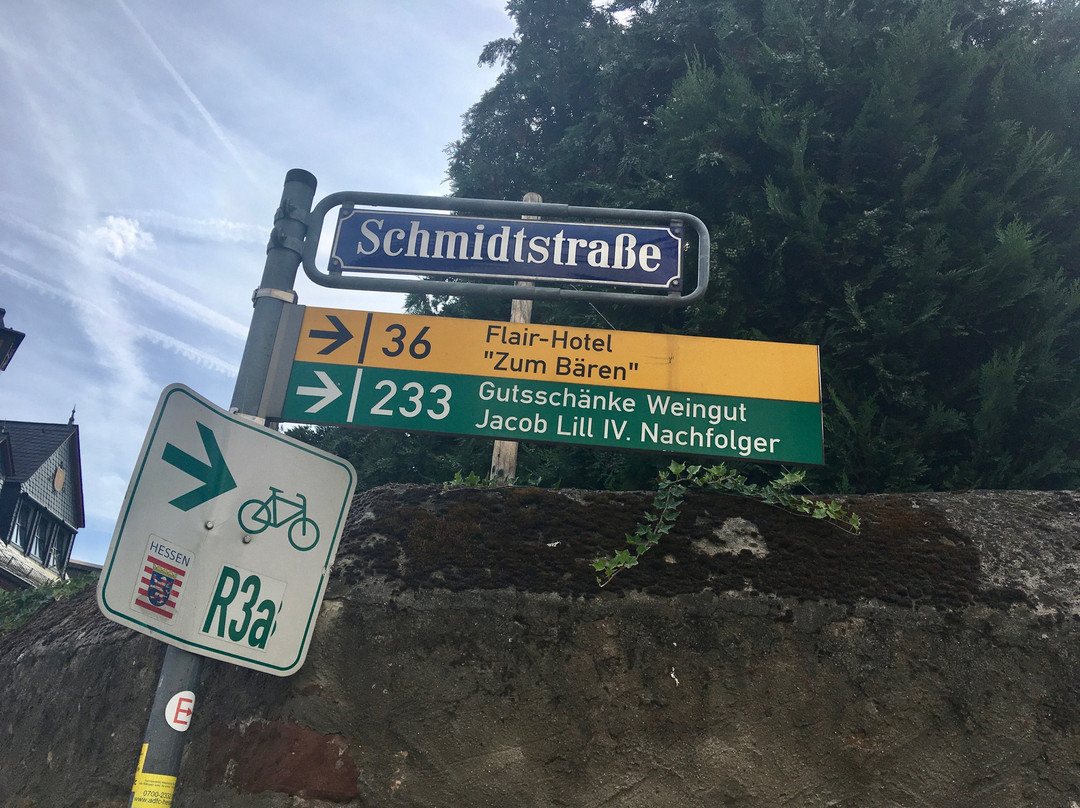 Schmidtstraße
36
Flair-Hotel
"Zum Bären"
233
Gutsschänke Weingut
Jacob Lill IV. Nachfolger
HESSEN
R3a
E